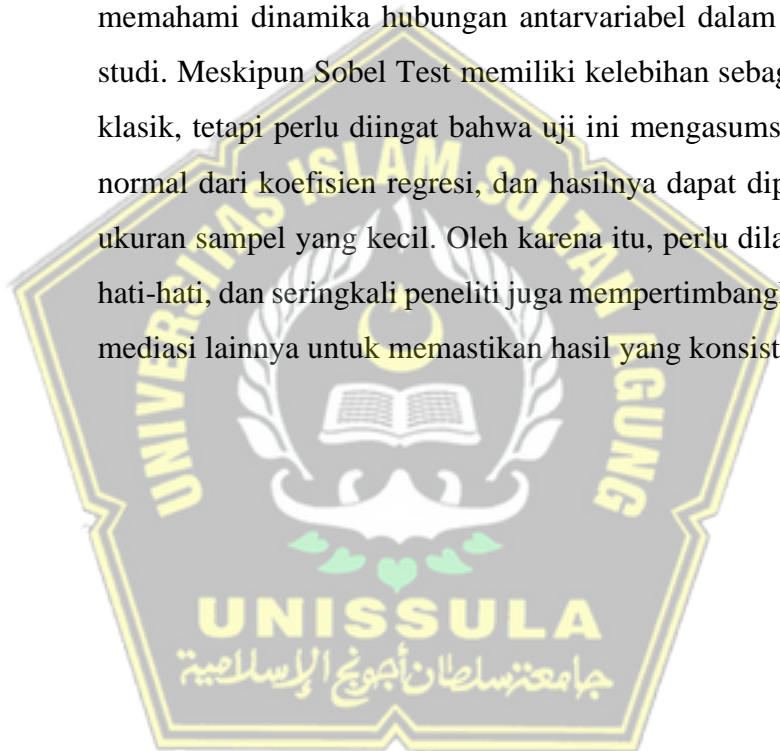 memahami dinamika hubungan antarvariabel dalam
studi. Meskipun Sobel Test memiliki kelebihan sebag
klasik, tetapi perlu diingat bahwa uji ini mengasums
normal dari koefisien regresi, dan hasilnya dapat dip
ukuran sampel yang kecil. Oleh karena itu, perlu dila
hati-hati, dan seringkali peneliti juga mempertimbang
mediasi lainnya untuk memastikan hasil yang konsist
UNIVERSITAS ISLAM SULTAN AGUNG
UNISSULA
جامعتنسلطان أجونج الإسلامية